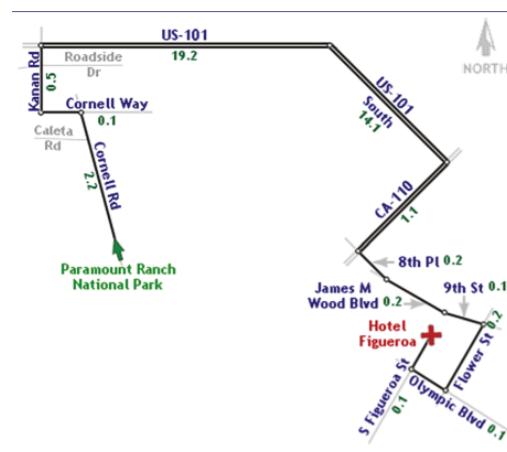 US-101
19.2
Roadside
Dr
NORTH
Kanan Rd
0.5
US-101
South
14.1
Cornell Way
0.1
Caleta
Rd
Cornell Rd
2.2
CA-110
1.1
Paramount Ranch
National Park
8th Pl 0.2
James M
Wood Blvd 0.2
9th St 0.1
Hotel
Figueroa
Flower St 0.2
S Figueroa St
0.1
Olympic Blvd 0.1